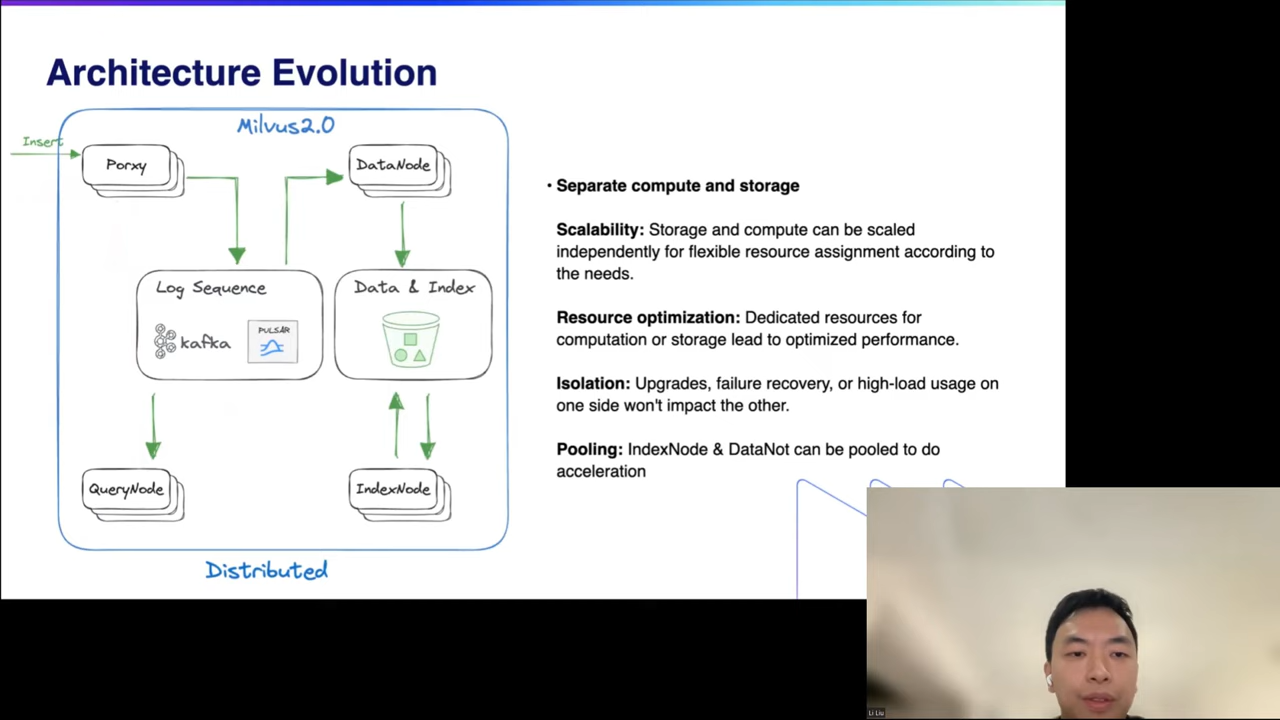 Architecture Evolution
Milvus2.0
Insert
Porxy
DataNode
Log Sequence
kafka
PULSAR
Data & Index
QueryNode
IndexNode
Distributed
• Separate compute and storage
Scalability: Storage and compute can be scaled
independently for flexible resource assignment according to
the needs.
Resource optimization: Dedicated resources for
computation or storage lead to optimized performance.
Isolation: Upgrades, failure recovery, or high-load usage on
one side won't impact the other.
Pooling: IndexNode & DataNot can be pooled to do
acceleration
Li Liu